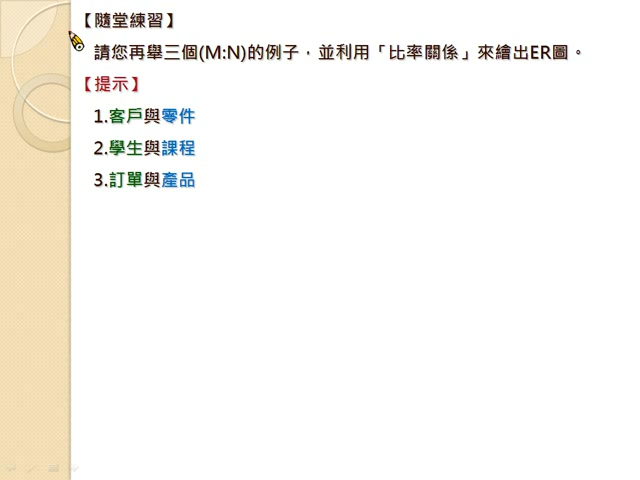 【隨堂練習】
請您再舉三個(M:N)的例子，並利用「比率關係」來繪出ER圖。
【提示】
1.客戶與零件
2.學生與課程
3.訂單與產品